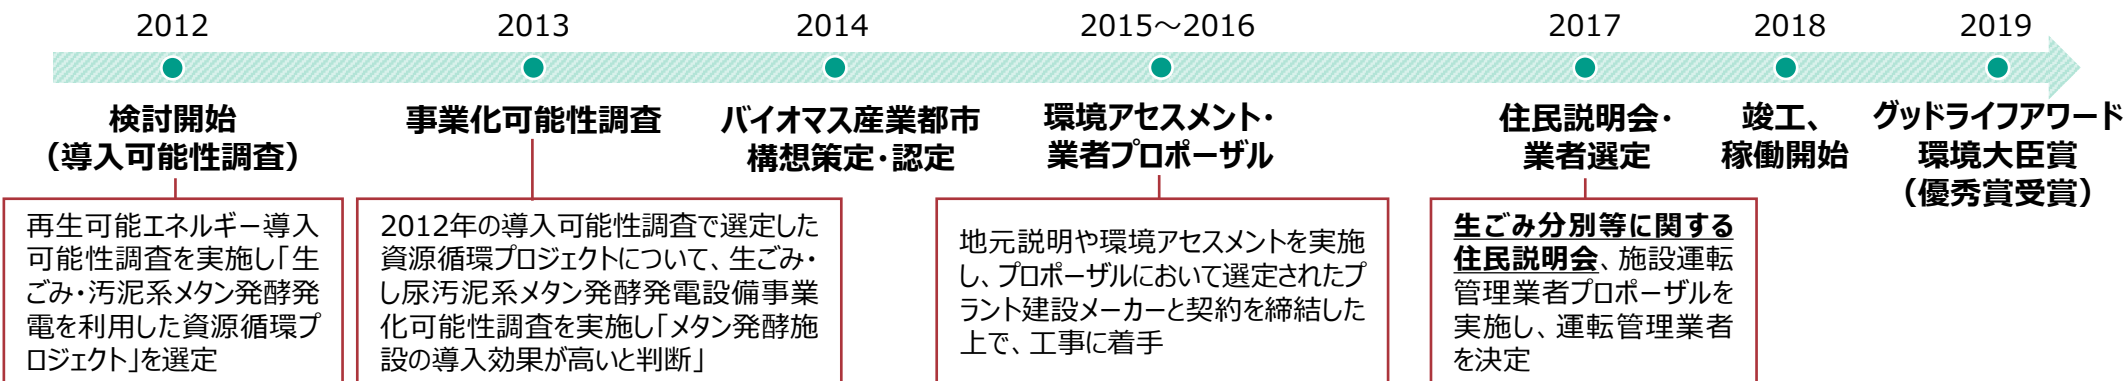 2012
2013
2014
2015～2016
2017
2018
2019
検討開始
（導入可能性調査）
事業化可能性調査
バイオマス産業都市
構想策定・認定
環境アセスメント・
業者プロポーザル
住民説明会・
業者選定
竣工、
稼働開始
グッドライフアワード
環境大臣賞
（優秀賞受賞）
再生可能エネルギー導入
可能性調査を実施し「生
ごみ・汚泥系メタン発酵発
電を利用した資源循環プ
ロジェクト」を選定
2012年の導入可能性調査で選定した
資源循環プロジェクトについて、生ごみ・
し尿汚泥系メタン発酵発電設備事業
化可能性調査を実施し「メタン発酵施
設の導入効果が高いと判断」
地元説明や環境アセスメントを実施
し、プロポーザルにおいて選定されたプ
ラント建設メーカーと契約を締結した
上で、工事に着手
生ごみ分別等に関する
住民説明会、施設運転
管理業者プロポーザルを
実施し、運転管理業者
を決定